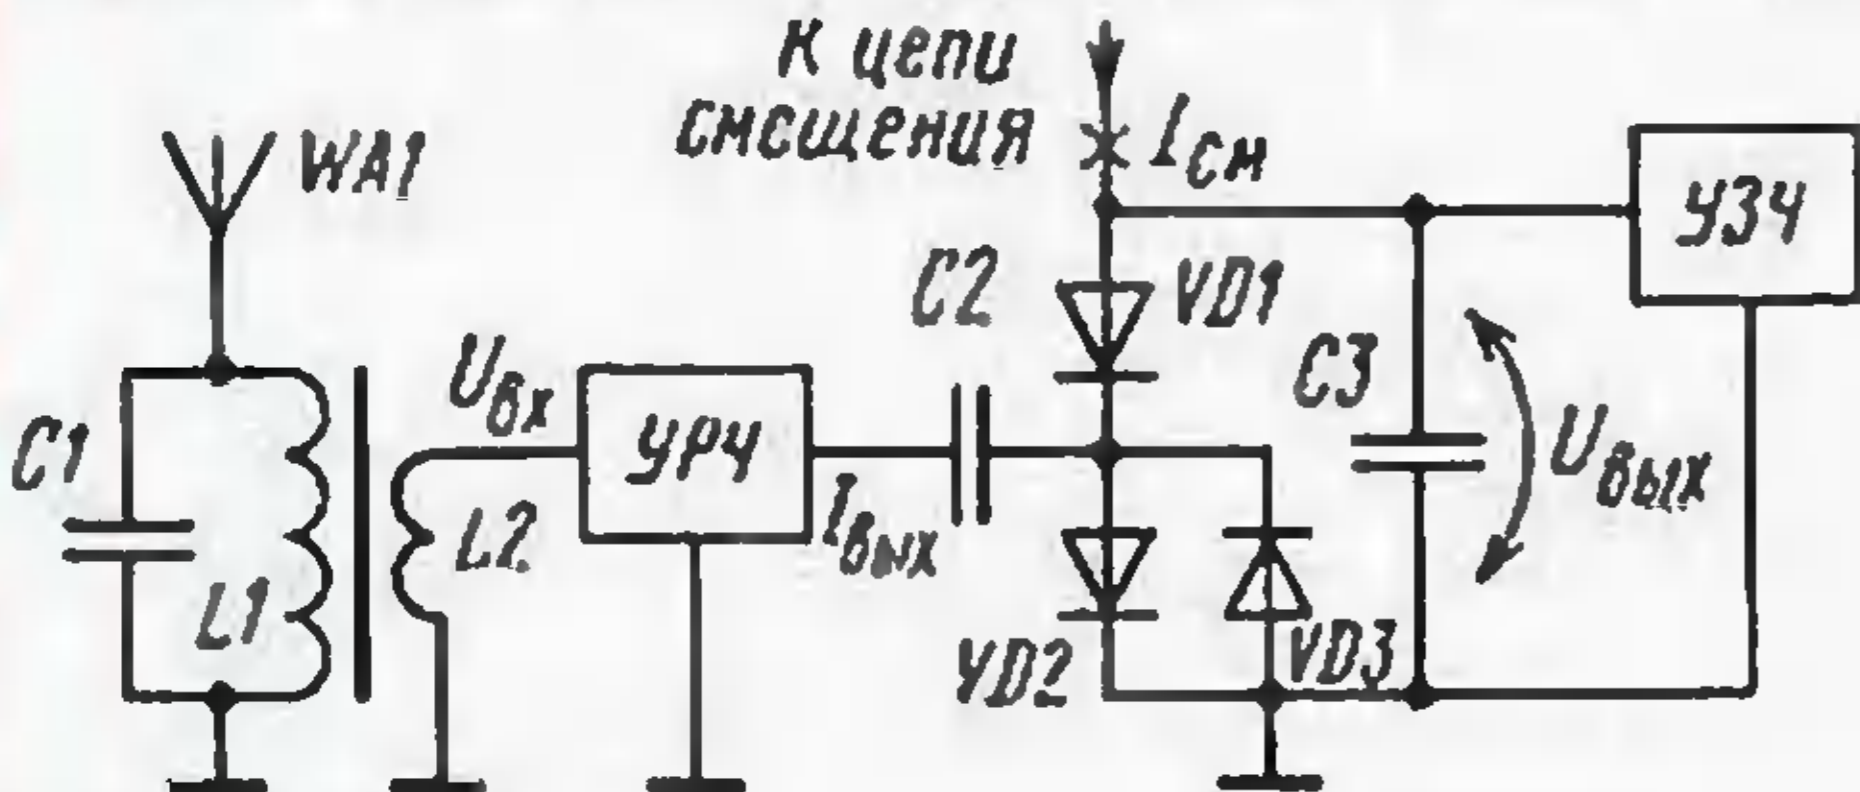 К цепи
смещения
WA1
Iсм
УЗЧ
C2
VD1
Uвх
C1
УРЧ
C3
Uвых
L2
Iвых
L1
VD2
VD3